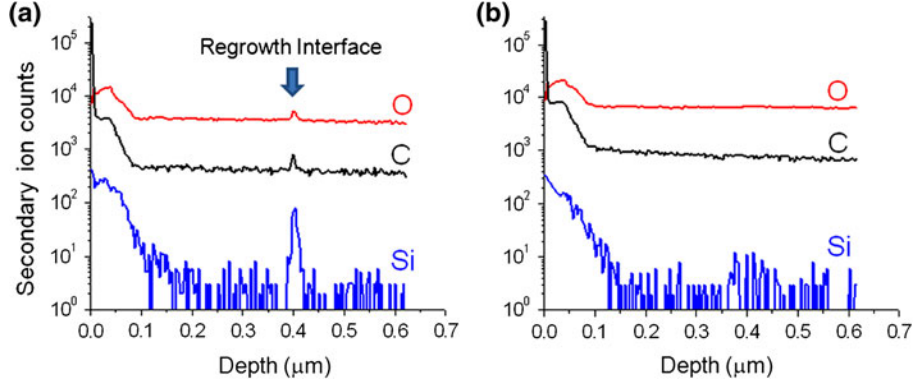 (a)
Secondary ion counts
10⁵
10⁴
10³
10²
10¹
10⁰
Regrowth Interface
O
C
Si
0.0 0.1 0.2 0.3 0.4 0.5 0.6 0.7
Depth (μm)
(b)
10⁵
10⁴
10³
10²
10¹
10⁰
O
C
Si
0.0 0.1 0.2 0.3 0.4 0.5 0.6 0.7
Depth (μm)